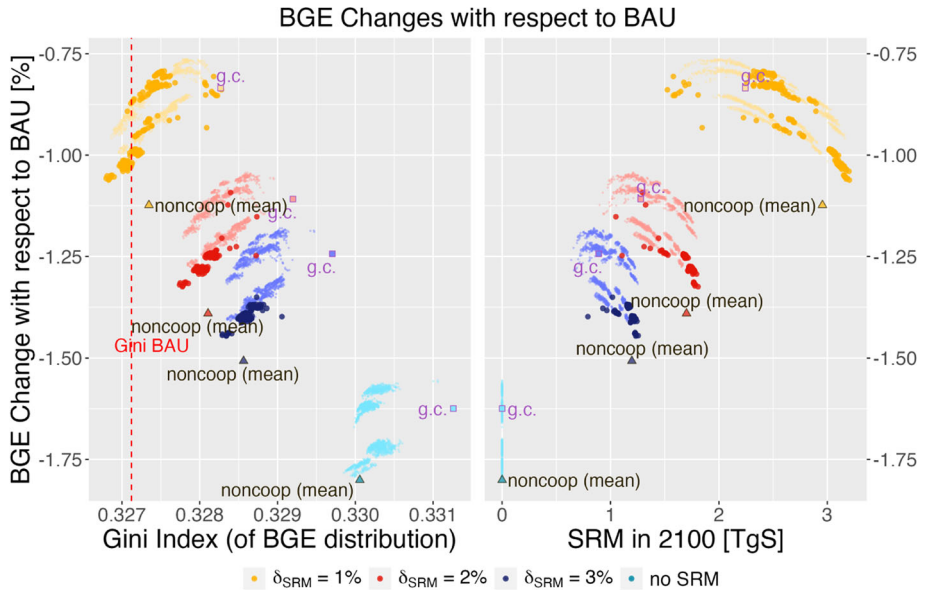 BGE Changes with respect to BAU
BGE Change with respect to BAU [%]
-0.75
-1.00
-1.25
-1.50
-1.75
g.c.
noncoop (mean)
g.c.
g.c.
noncoop (mean)
Gini BAU
noncoop (mean)
g.c.
noncoop (mean)
0.327 0.328 0.329 0.330 0.331
Gini Index (of BGE distribution)
g.c.
g.c.
noncoop (mean)
g.c.
noncoop (mean)
noncoop (mean)
g.c.
noncoop (mean)
-0.75
-1.00
-1.25
-1.50
-1.75
0 1 2 3
SRM in 2100 [TgS]
δSRM = 1% δSRM = 2% δSRM = 3% no SRM